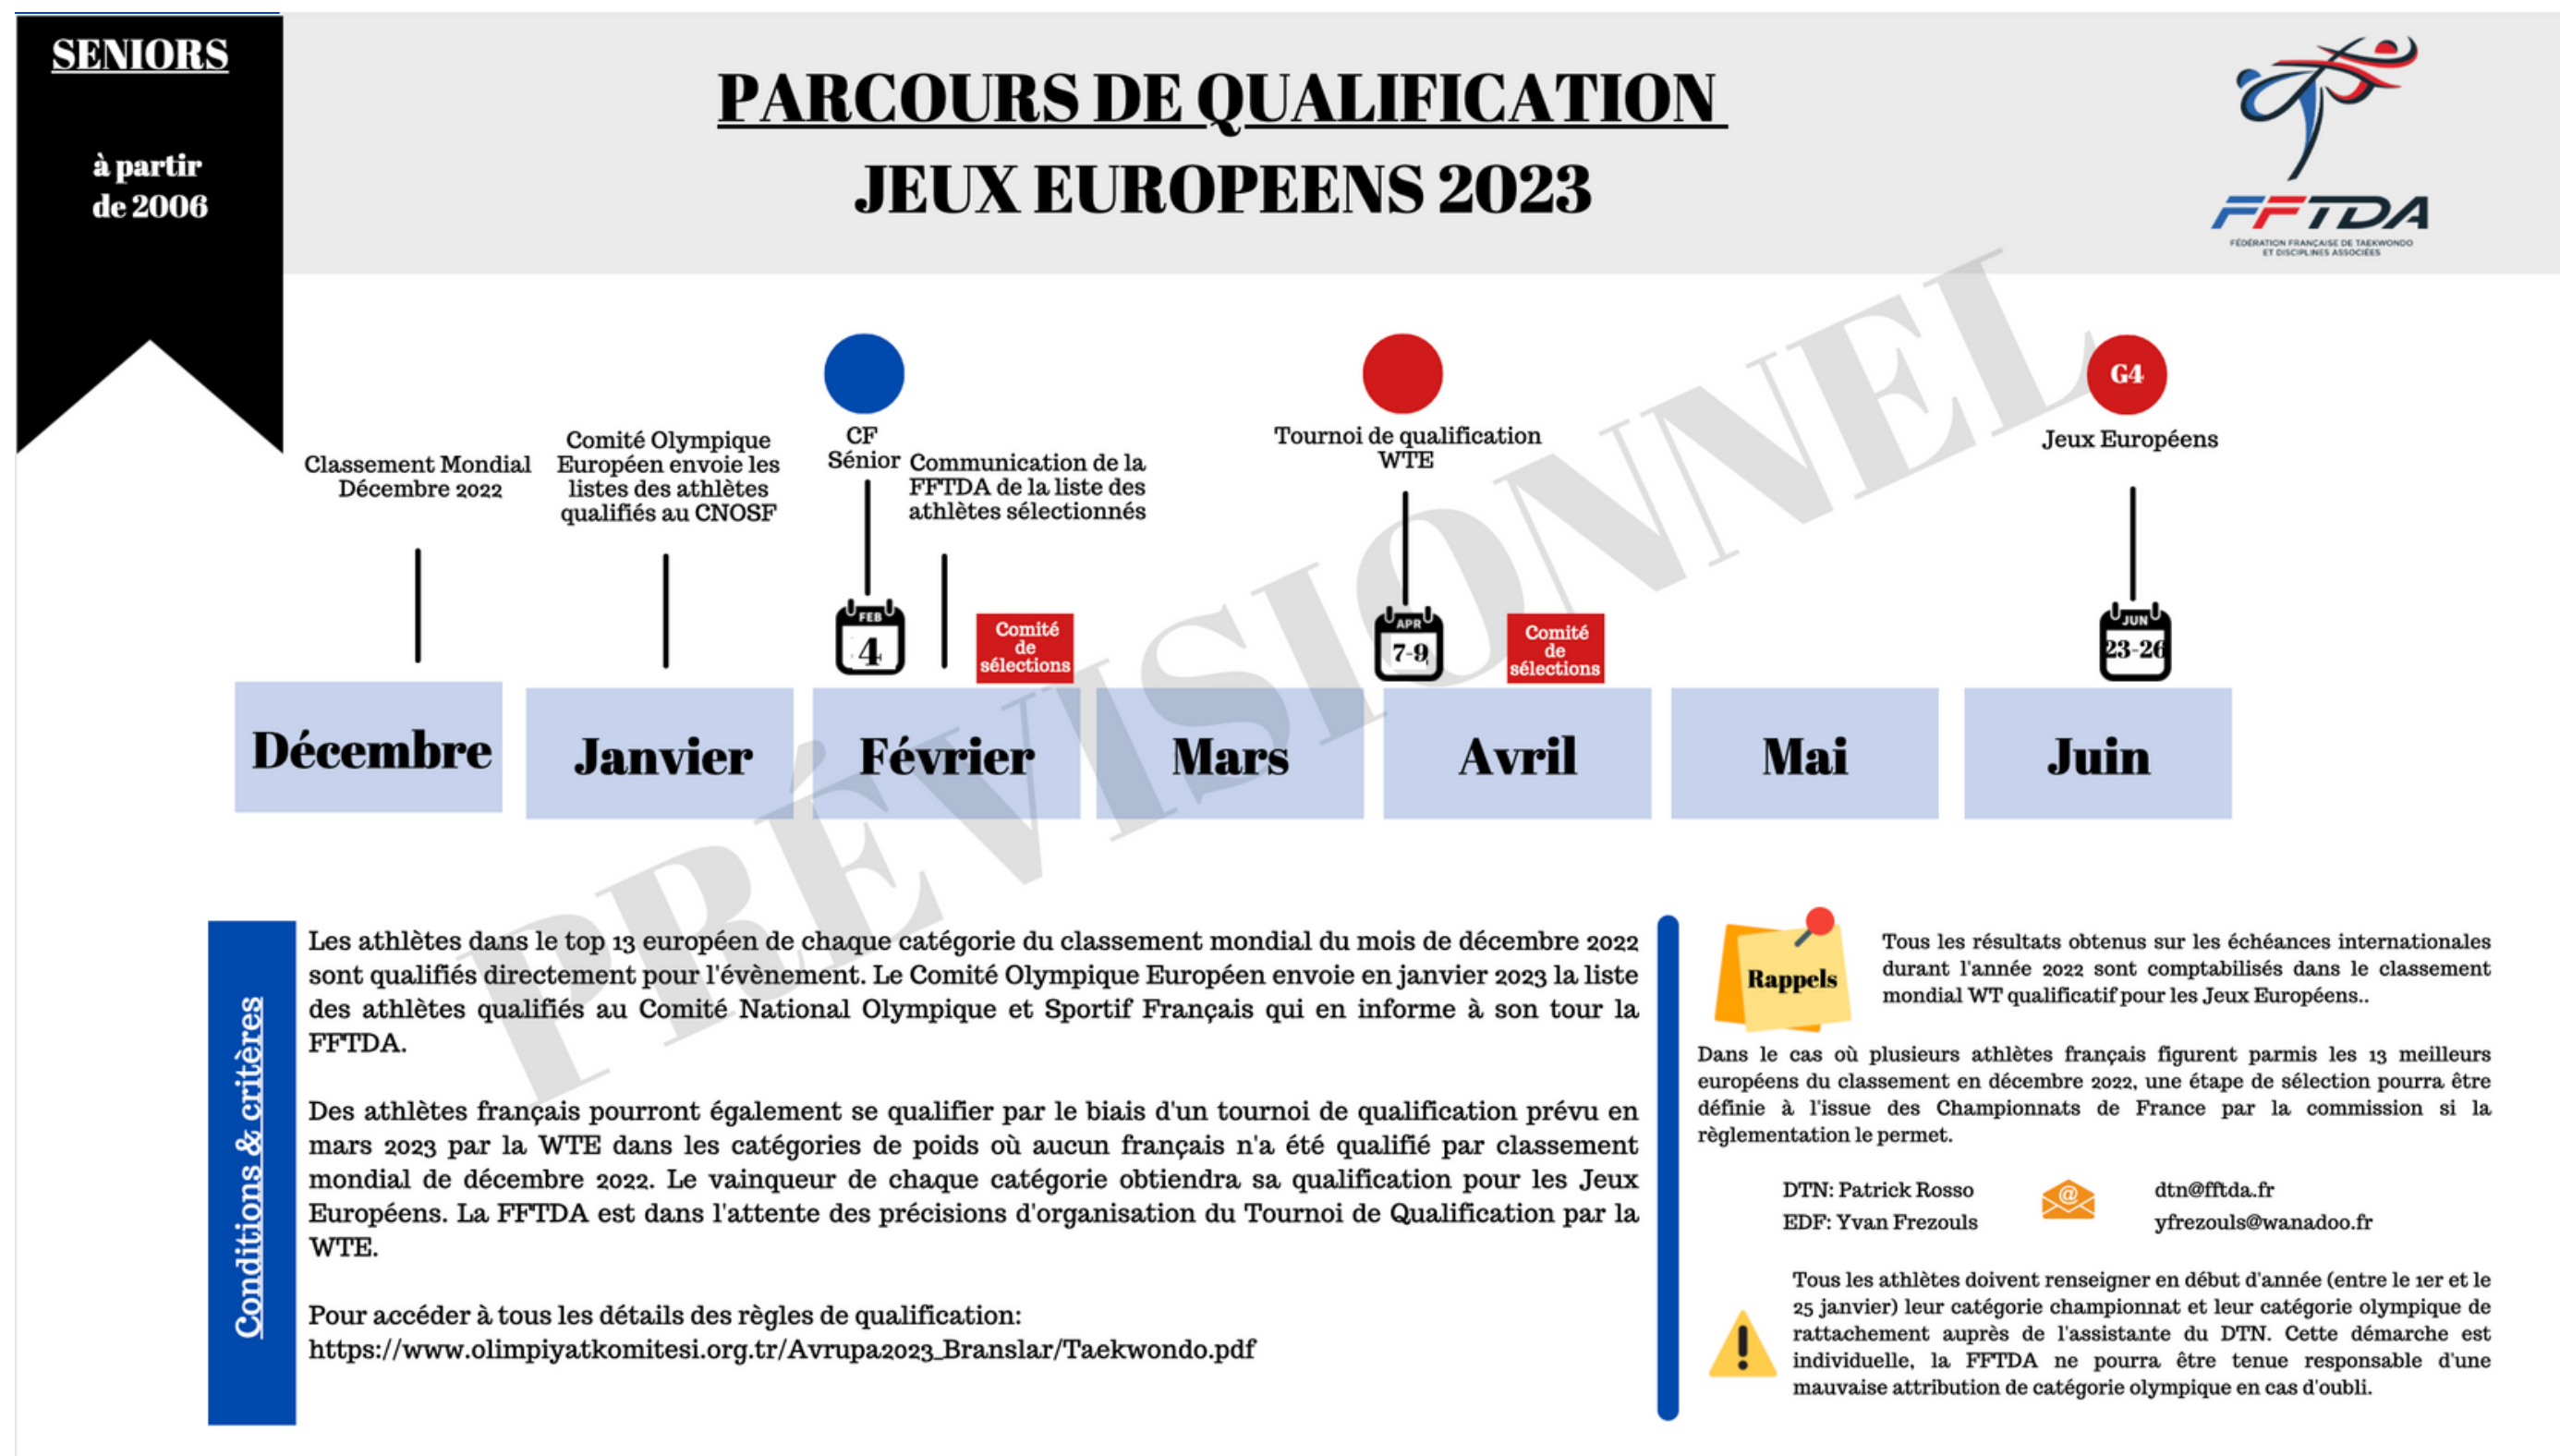 SENIORS
à partir
de 2006
PARCOURS DE QUALIFICATION
JEUX EUROPEENS 2023
FFTDA
FÉDÉRATION FRANÇAISE DE TAEKWONDO
ET DISCIPLINES ASSOCIÉES
Classement Mondial
Décembre 2022
Comité Olympique
Européen envoie les
listes des athlètes
qualifiés au CNOSF
CF
Sénior
FEB
4
Communication de la
FFTDA de la liste des
athlètes sélectionnés
Comité
de
sélections
Tournoi de qualification
WTE
APR
7-9
Comité
de
sélections
G4
Jeux Européens
JUN
23-26
Décembre
Janvier
Février
Mars
Avril
Mai
Juin
PRÉVISIONNEL
Conditions & critères
Les athlètes dans le top 13 européen de chaque catégorie du classement mondial du mois de décembre 2022
sont qualifiés directement pour l'évènement. Le Comité Olympique Européen envoie en janvier 2023 la liste
des athlètes qualifiés au Comité National Olympique et Sportif Français qui en informe à son tour la
FFTDA.
Des athlètes français pourront également se qualifier par le biais d'un tournoi de qualification prévu en
mars 2023 par la WTE dans les catégories de poids où aucun français n'a été qualifié par classement
mondial de décembre 2022. Le vainqueur de chaque catégorie obtiendra sa qualification pour les Jeux
Européens. La FFTDA est dans l'attente des précisions d'organisation du Tournoi de Qualification par la
WTE.
Pour accéder à tous les détails des règles de qualification:
https://www.olimpiyatkomitesi.org.tr/Avrupa2023_Branslar/Taekwondo.pdf
Rappels
Tous les résultats obtenus sur les échéances internationales
durant l'année 2022 sont comptabilisés dans le classement
mondial WT qualificatif pour les Jeux Européens..
Dans le cas où plusieurs athlètes français figurent parmis les 13 meilleurs
européens du classement en décembre 2022, une étape de sélection pourra être
définie à l'issue des Championnats de France par la commission si la
règlementation le permet.
DTN: Patrick Rosso
EDF: Yvan Frezouls
@
dtn@fftda.fr
yfrezouls@wanadoo.fr
Tous les athlètes doivent renseigner en début d'année (entre le 1er et le
25 janvier) leur catégorie championnat et leur catégorie olympique de
rattachement auprès de l'assistante du DTN. Cette démarche est
individuelle, la FFTDA ne pourra être tenue responsable d'une
mauvaise attribution de catégorie olympique en cas d'oubli.